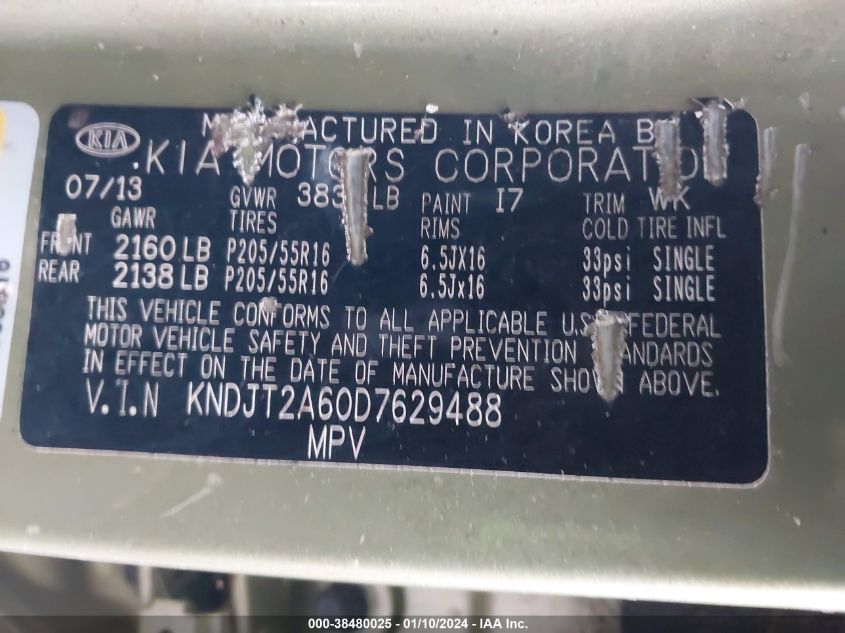 KIA
MANUFACTURED IN KOREA
KIA MOTORS CORPORATION
07/13 GVWR LB PAINT I7 TRIM WK
GAWR TIRES RIMS COLD TIRE INFL
FRONT 2160 LB P205/55R16 6.5Jx16 33psi SINGLE
REAR 2138 LB P205/55R16 6.5Jx16 33psi SINGLE
THIS VEHICLE CONFORMS TO ALL APPLICABLE U.S. FEDERAL
MOTOR VEHICLE SAFETY AND THEFT PREVENTION STANDARDS
IN EFFECT ON THE DATE OF MANUFACTURE SHOWN ABOVE.
V.I.N KNDJT2A60D7629488
MPV
000-38480025 - 01/10/2024 - IAAI.COM